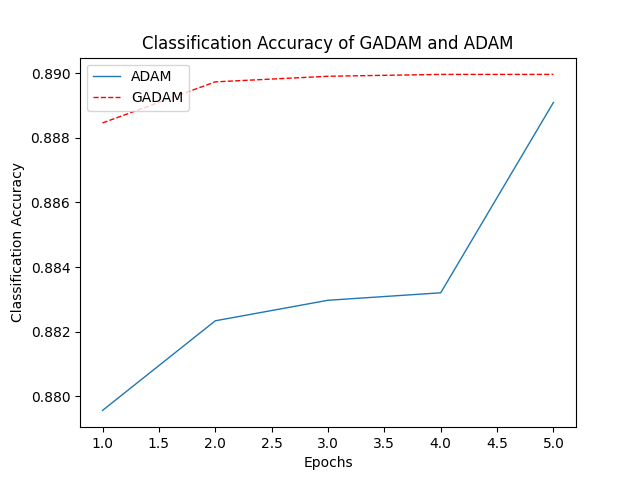 Classification Accuracy of GADAM and ADAM
ADAM
GADAM
Classification Accuracy
0.890
0.888
0.886
0.884
0.882
0.880
1.0 1.5 2.0 2.5 3.0 3.5 4.0 4.5 5.0
Epochs